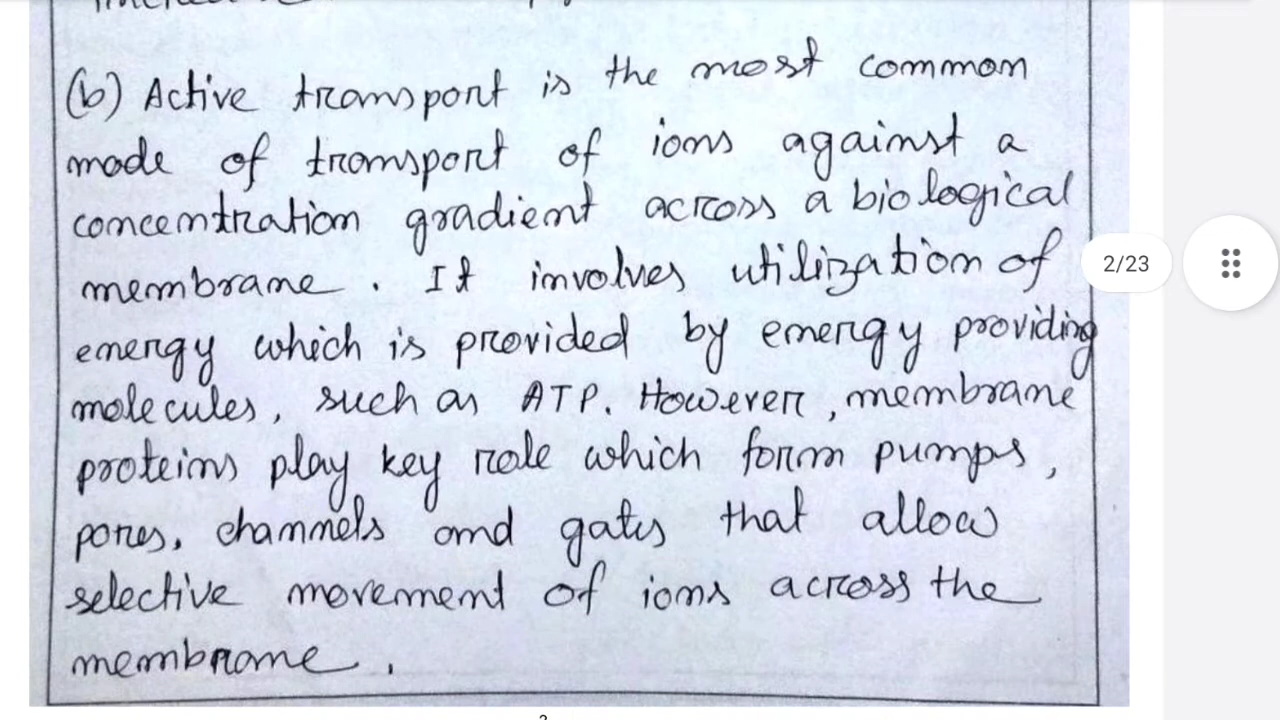 (b) Active transport is the most common
mode of transport of ions against a
concentration gradient across a biological
membrane. It involves utilization of
energy which is provided by energy providing
molecules, such as ATP. However, membrane
proteins play key role which form pumps,
pores, channels and gates that allow
selective movement of ions across the
membrane.
2/23